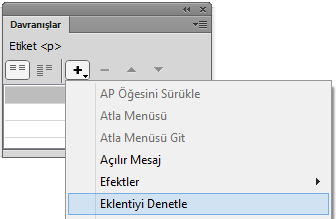 Davranışlar
Etiket <p>
AP Öğesini Sürükle
Atla Menüsü
Atla Menüsü Git
Açılır Mesaj
Efektler
Eklentiyi Denetle